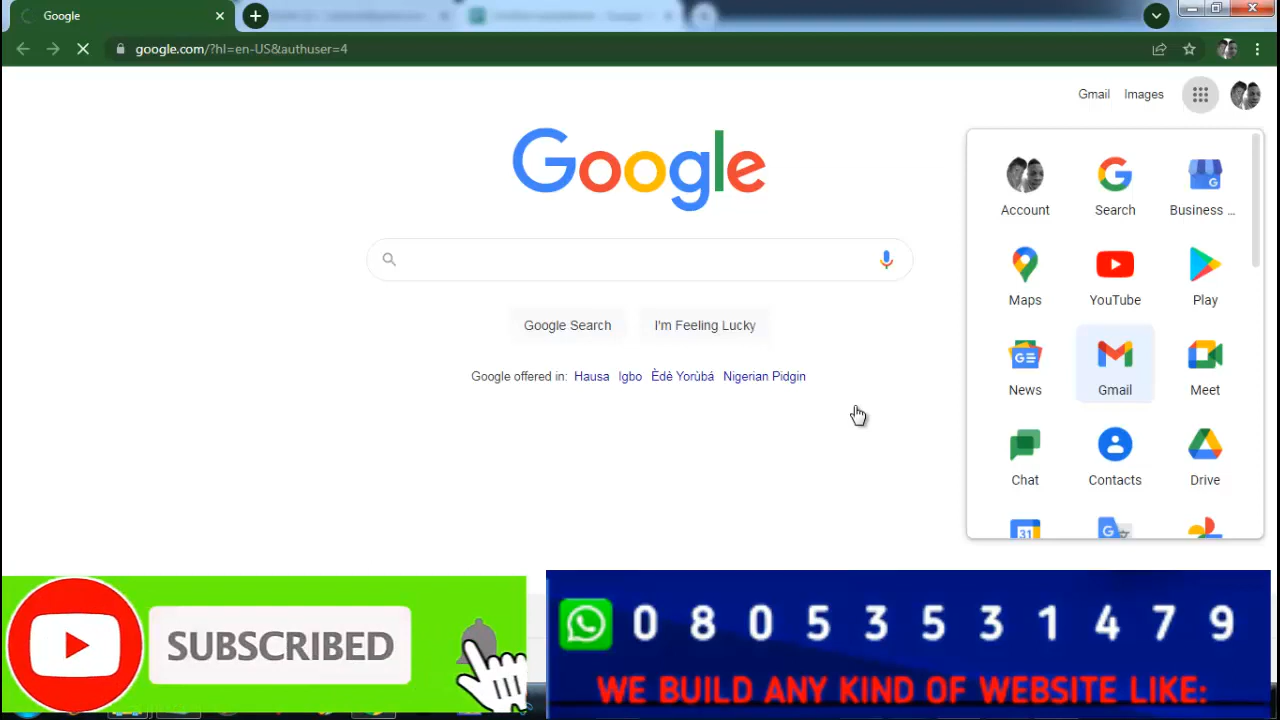 Google
google.com/?hl=en-US&authuser=4
Gmail Images
Google
Account Search Business ...
Maps YouTube Play
News Gmail Meet
Chat Contacts Drive
31
Google Search I'm Feeling Lucky
Google offered in: Hausa Igbo Èdè Yorùbá Nigerian Pidgin
SUBSCRIBED
0 8 0 5 3 5 3 1 4 7 9
WE BUILD ANY KIND OF WEBSITE LIKE: